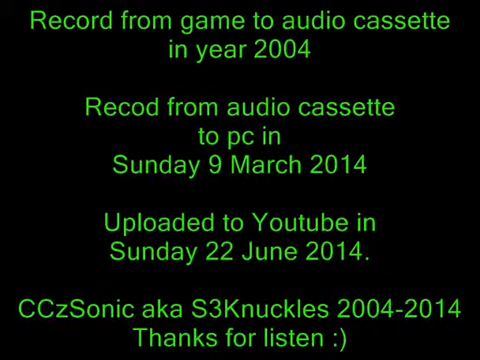 Record from game to audio cassette
in year 2004
Recod from audio cassette
to pc in
Sunday 9 March 2014
Uploaded to Youtube in
Sunday 22 June 2014.
CCzSonic aka S3Knuckles 2004-2014
Thanks for listen :)